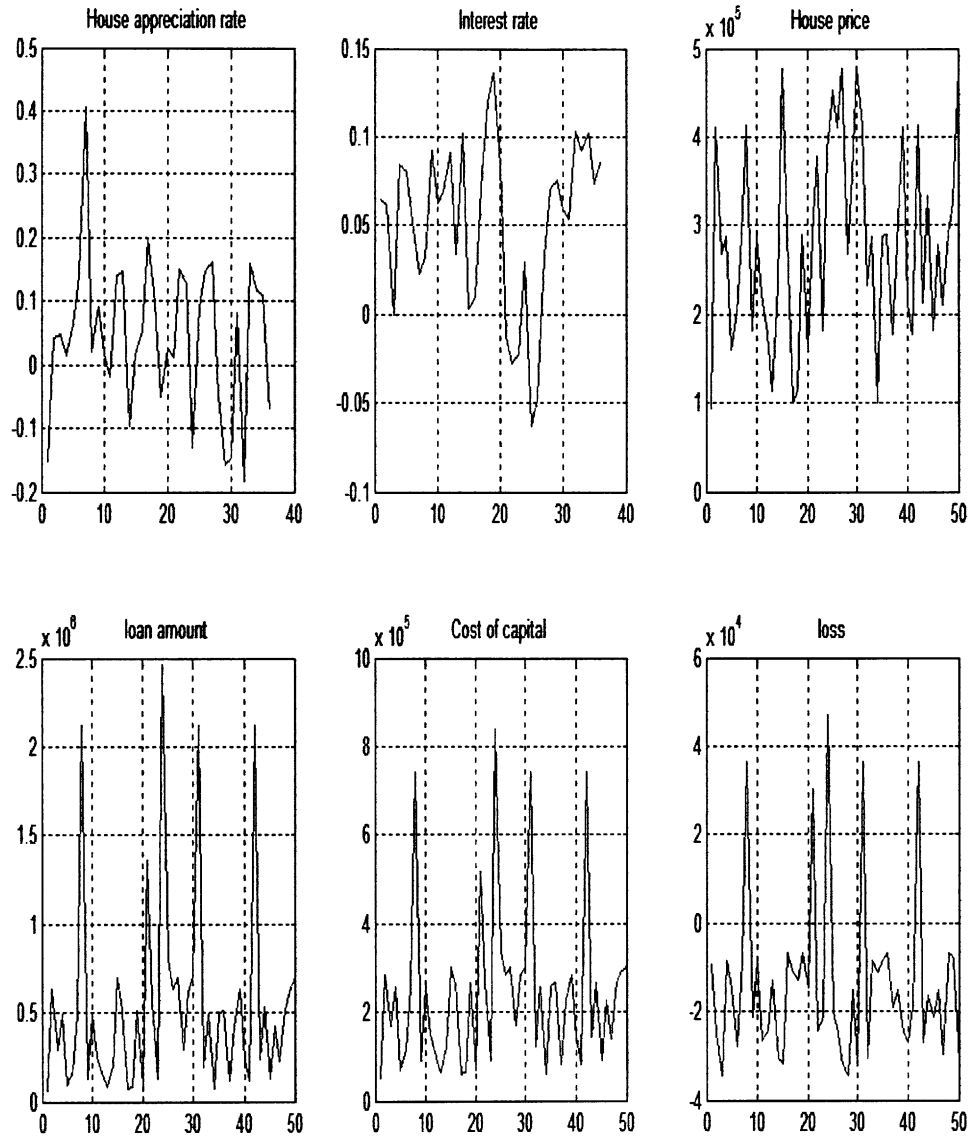 House appreciation rate
0.5
0.4
0.3
0.2
0.1
0
-0.1
-0.2
0 10 20 30 40
Interest rate
0.15
0.1
0.05
0
-0.05
-0.1
0 10 20 30 40
x 10^5
House price
5
4
3
2
1
0
0 10 20 30 40 50
x 10^6
loan amount
2.5
2
1.5
1
0.5
0
0 10 20 30 40 50
x 10^5
Cost of capital
10
8
6
4
2
0
0 10 20 30 40 50
x 10^4
loss
6
4
2
0
-2
-4
0 10 20 30 40 50